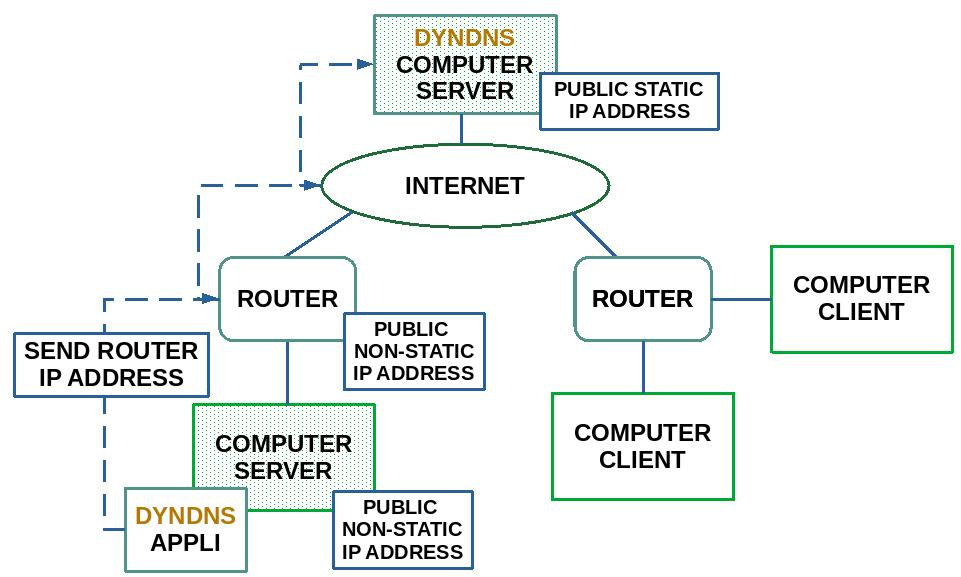 DYNDNS
COMPUTER
SERVER
PUBLIC STATIC
IP ADDRESS
INTERNET
ROUTER
PUBLIC
NON-STATIC
IP ADDRESS
ROUTER
COMPUTER
CLIENT
SEND ROUTER
IP ADDRESS
COMPUTER
SERVER
DYNDNS
APPLI
PUBLIC
NON-STATIC
IP ADDRESS
COMPUTER
CLIENT